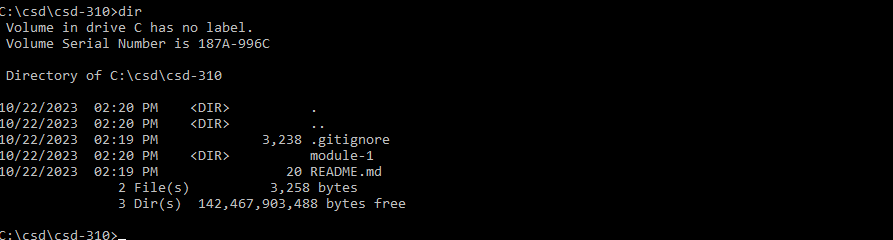 C:\csd\csd-310>dir
 Volume in drive C has no label.
 Volume Serial Number is 187A-996C

 Directory of C:\csd\csd-310

10/22/2023  02:20 PM    <DIR>          .
10/22/2023  02:20 PM    <DIR>          ..
10/22/2023  02:19 PM             3,238 .gitignore
10/22/2023  02:20 PM    <DIR>          module-1
10/22/2023  02:19 PM                20 README.md
               2 File(s)          3,258 bytes
               3 Dir(s)  142,467,903,488 bytes free

C:\csd\csd-310>_